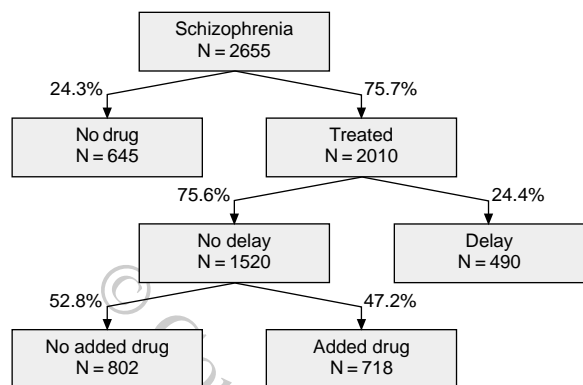 Schizophrenia
N = 2655
24.3%
75.7%
No drug
N = 645
Treated
N = 2010
75.6%
24.4%
No delay
N = 1520
Delay
N = 490
52.8%
47.2%
No added drug
N = 802
Added drug
N = 718
©